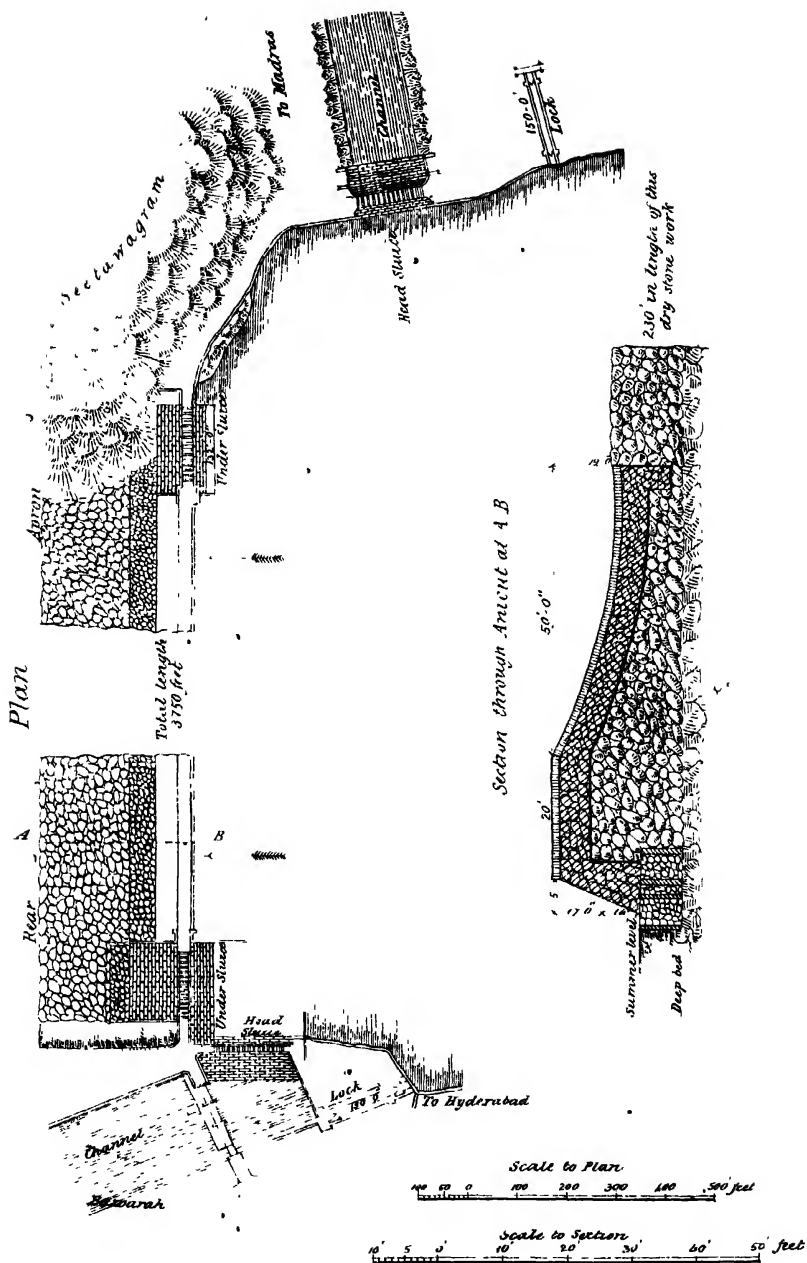 Plan
Seetawagram
To Madras
Channel
150-0'
Lock
Head Sluice
Apron
Under Sluice
Total length
3750 feet
A
B
Rear
Under Sluice
Head
Sluice
Channel
Lock
To Hyderabad
Section through Anicut at A B
230' in length of this
dry stone work
50'-0"
20'
5
17'0"
Summer level
Deep bed
Scale to Plan
100 50 0 100 200 300 400 500 feet
Scale to Section
10' 5 0' 10' 20' 30' 40' 50' feet